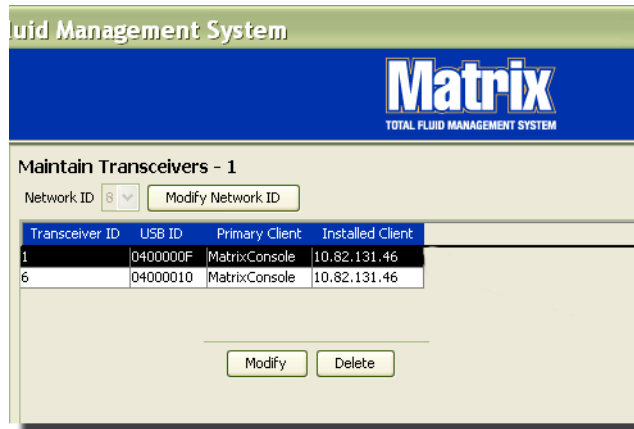 luid Management System
Matrix
TOTAL FLUID MANAGEMENT SYSTEM
Maintain Transceivers - 1
Network ID 8 Modify Network ID
Transceiver ID USB ID Primary Client Installed Client
1 0400000F MatrixConsole 10.82.131.46
6 04000010 MatrixConsole 10.82.131.46
Modify Delete